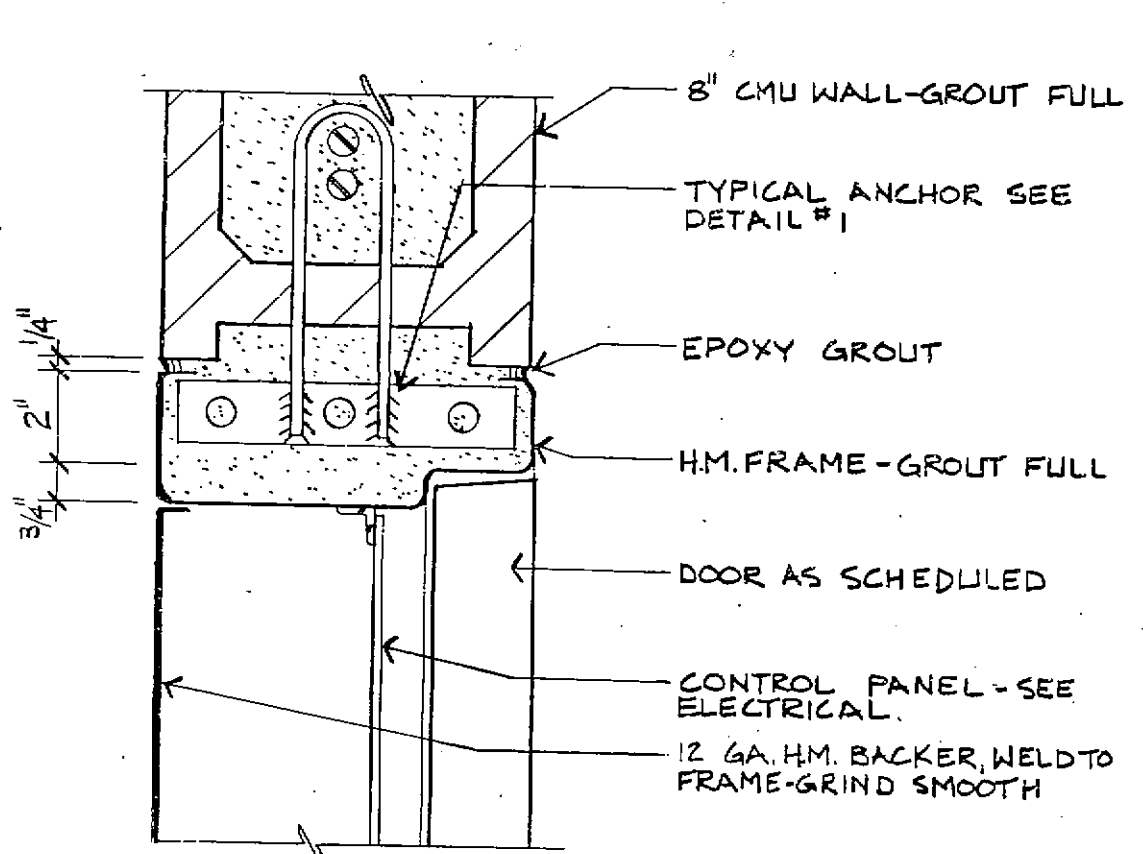 8" CMU WALL-GROUT FULL
TYPICAL ANCHOR SEE
DETAIL #1
1/4"
EPOXY GROUT
2"
H.M. FRAME - GROUT FULL
3/4"
DOOR AS SCHEDULED
CONTROL PANEL - SEE
ELECTRICAL.
12 GA. H.M. BACKER, WELD TO
FRAME-GRIND SMOOTH